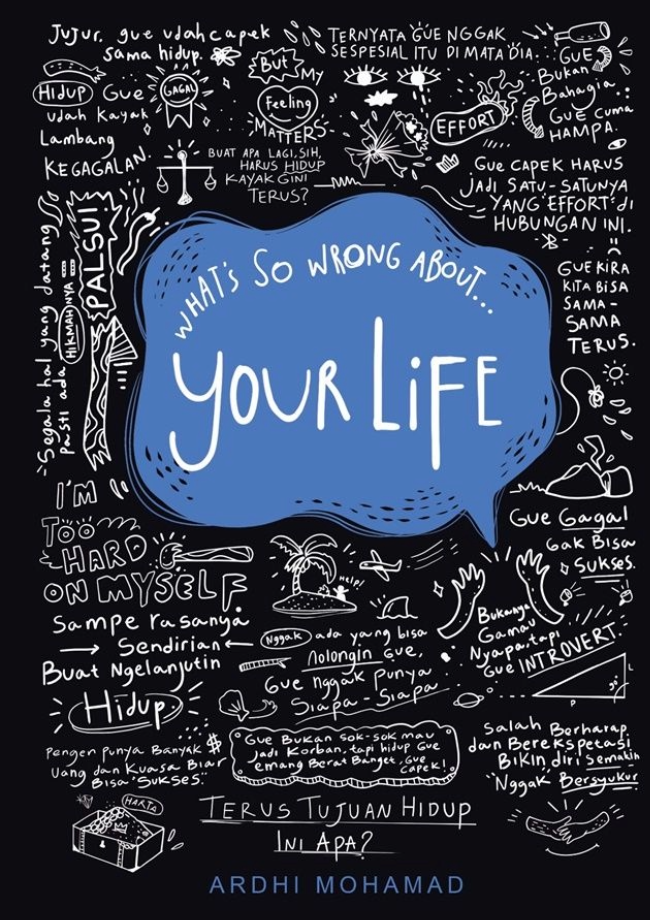 Jujur, gue udah capek
sama hidup.
TERNYATA GUE NGGAK
SESPESIAL ITU DI MATA DIA.
GUE
Bukan
Bahagia
GUE CUMA
HAMPA.
But MY
Feeling
MATTERS
Hidup Gue
udah kayak
Lambang
KEGAGALAN.
GAGAL
EFFORT
BUAT APA LAGI, SIH,
HARUS HIDUP
KAYAK GINI
TERUS?
GUE CAPEK HARUS
JADI SATU-SATUNYA
YANG EFFORT DI
HUBUNGAN INI.
PALSU!
"Segala hal yang datang
pasti ada HIKMAHNYA
WHAT'S SO WRONG ABOUT...
YOUR LIFE
GUE KIRA
KITA BISA
SAMA-
SAMA
TERUS.
I'M
TOO
HARD
ON MYSELF
Gue Gagal
Gak Bisa
Sukses.
Help!
Sampe rasanya
Sendirian
Buat Ngelanjutin
Hidup
Nggak ada yang bisa
nolongin Gue,
Gue nggak punya
Siapa-Siapa
Bukannya
Gamau
Nyapa, tapi
Gue INTROVERT.
Pengen punya Banyak $
Uang dan Kuasa Biar
Bisa "SUKSES."
Gue Bukan sok-sok mau
jadi Korban, tapi hidup Gue
emang Berat Banget, Gue
capek!
Salah Berharap
dan Berekspetasi
Bikin diri Semakin
Nggak Bersyukur
HARTA
TERUS TUJUAN HIDUP
INI APA?
ARDHI MOHAMAD